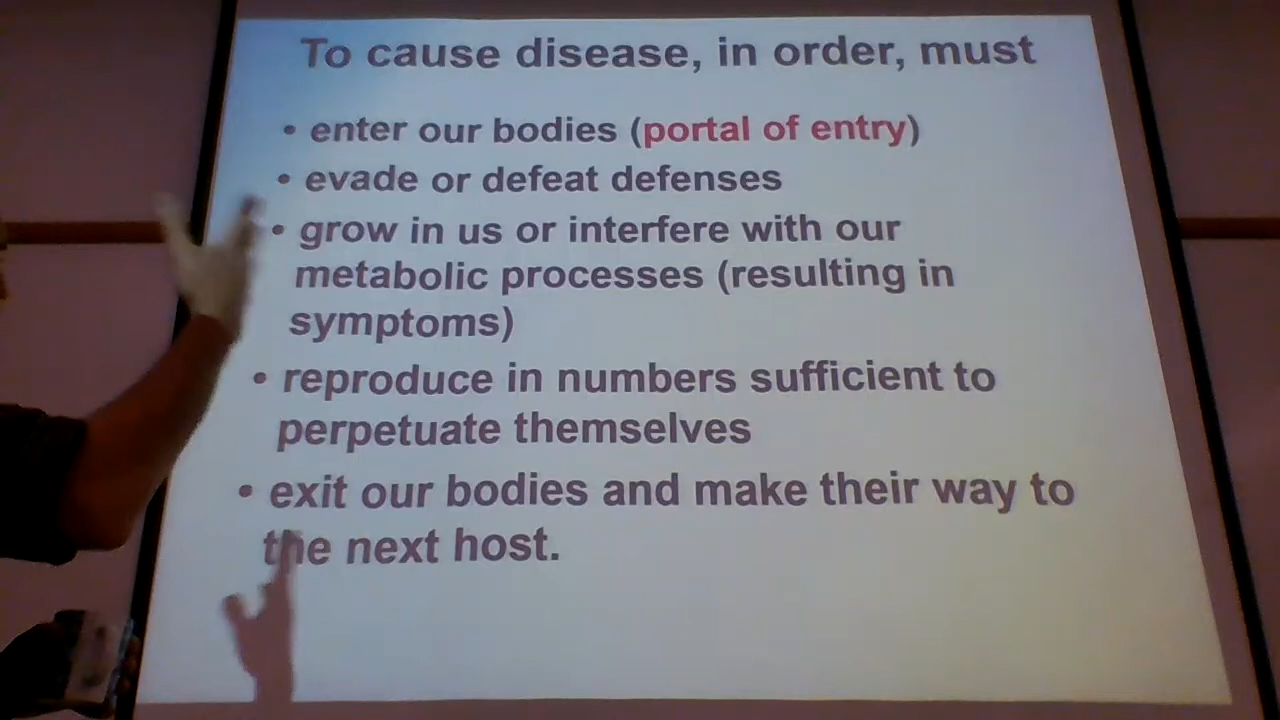 To cause disease, in order, must
• enter our bodies (portal of entry)
• evade or defeat defenses
• grow in us or interfere with our
metabolic processes (resulting in
symptoms)
• reproduce in numbers sufficient to
perpetuate themselves
• exit our bodies and make their way to
the next host.